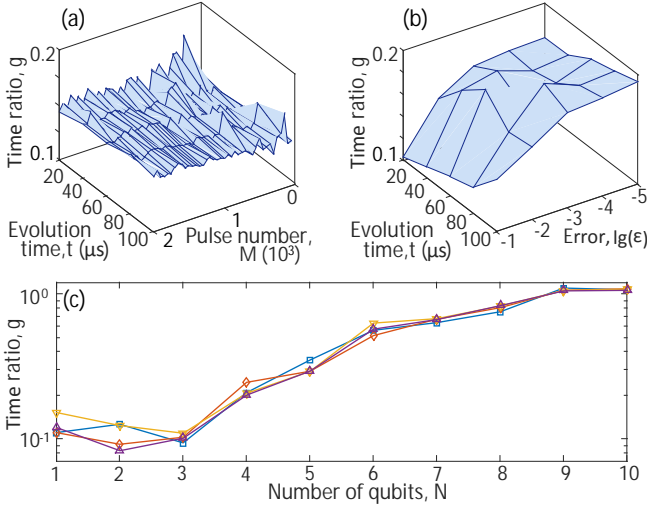 (a)
Time ratio, g
0.2
0.1
20
40
60
80
100
Evolution
time,t (μs)
2
1
0
Pulse number,
M (10³)
(b)
Time ratio, g
0.2
0.1
20
40
60
80
100
Evolution
time,t (μs)
-1
-2
-3
-4
-5
Error, lg(ε)
(c)
Time ratio, g
10⁰
10⁻¹
1 2 3 4 5 6 7 8 9 10
Number of qubits, N